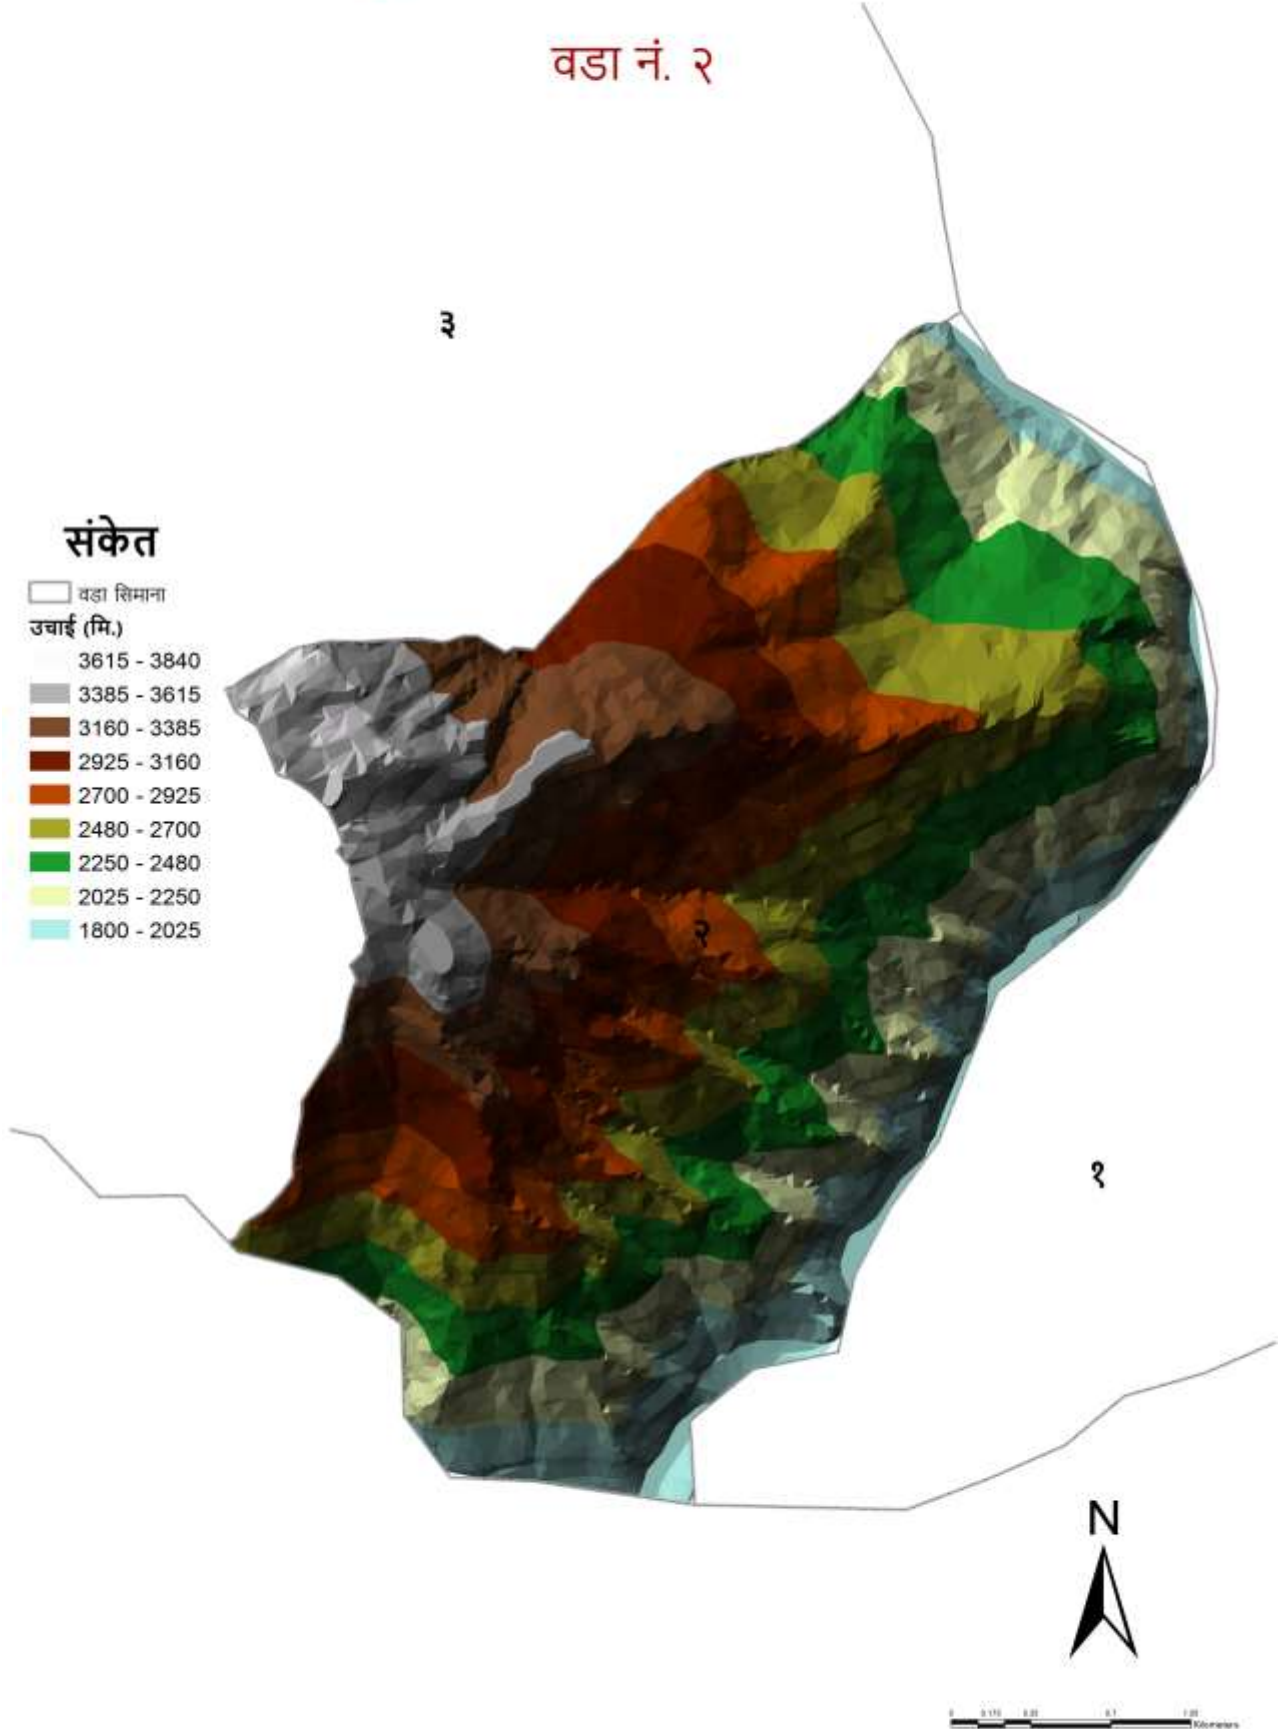 वडा नं. २
३
संकेत
वडा सिमाना
उचाई (मि.)
3615 - 3840
3385 - 3615
3160 - 3385
2925 - 3160
2700 - 2925
2480 - 2700
2250 - 2480
2025 - 2250
1800 - 2025
२
१
N
Kilometers